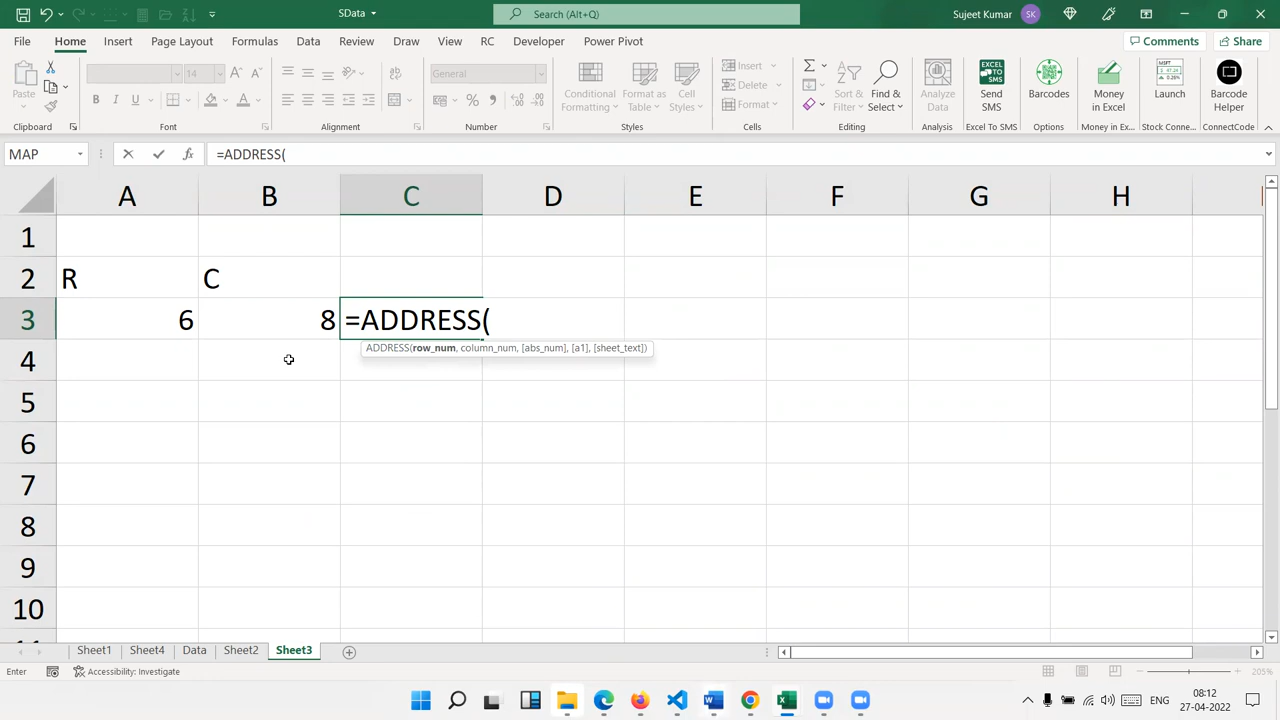 SData
Search (Alt+Q)
Sujeet Kumar
SK
File
Home
Insert
Page Layout
Formulas
Data
Review
View
Draw
RC
Developer
Power Pivot
Comments
Share
Paste
14
General
Conditional Formatting
Format as Table
Cell Styles
Insert
Delete
Format
Sort & Filter
Find & Select
Analyze Data
Send SMS
Barcodes
Money in Excel
Launch
Barcode Helper
Clipboard
Font
Alignment
Number
Styles
Cells
Editing
Analysis
Excel To SMS
Options
Money in Ex...
Stock Conne...
ConnectCode
MAP
=ADDRESS(
A B C D E F G H
1
2 R C
3 6 8 =ADDRESS(
ADDRESS(row_num, column_num, [abs_num], [a1], [sheet_text])
4
5
6
7
8
9
10
Sheet1
Sheet4
Data
Sheet2
Sheet3
Enter
Accessibility: Investigate
205%
ENG
08:12
27-04-2022